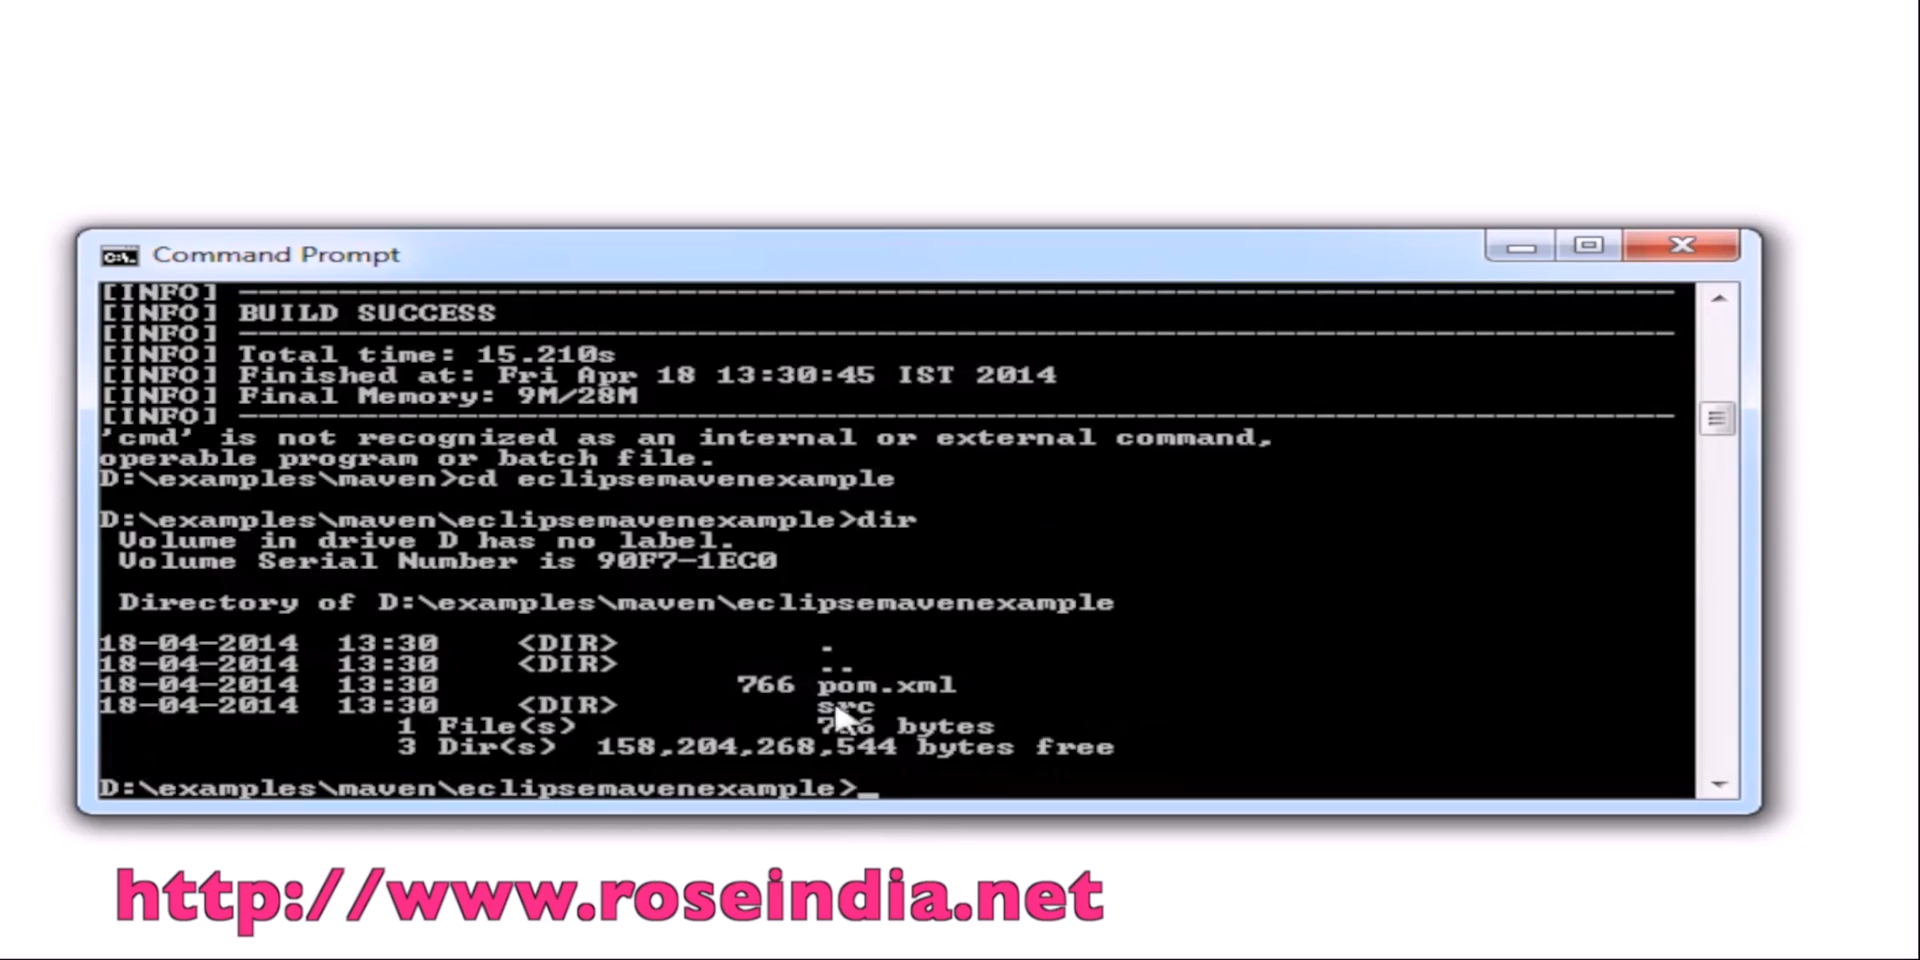 Command Prompt
[INFO] ------------------------------------------------------------------------
[INFO] BUILD SUCCESS
[INFO] ------------------------------------------------------------------------
[INFO] Total time: 15.210s
[INFO] Finished at: Fri Apr 18 13:30:45 IST 2014
[INFO] Final Memory: 9M/28M
[INFO] ------------------------------------------------------------------------
'cmd' is not recognized as an internal or external command,
operable program or batch file.
D:\examples\maven>cd eclipsemavenexample
D:\examples\maven\eclipsemavenexample>dir
Volume in drive D has no label.
Volume Serial Number is 90F7-1EC0
Directory of D:\examples\maven\eclipsemavenexample
18-04-2014 13:30 <DIR> .
18-04-2014 13:30 <DIR> ..
18-04-2014 13:30 766 pom.xml
18-04-2014 13:30 <DIR> src
1 File(s) 766 bytes
3 Dir(s) 158,204,268,544 bytes free
D:\examples\maven\eclipsemavenexample>_
http://www.roseindia.net